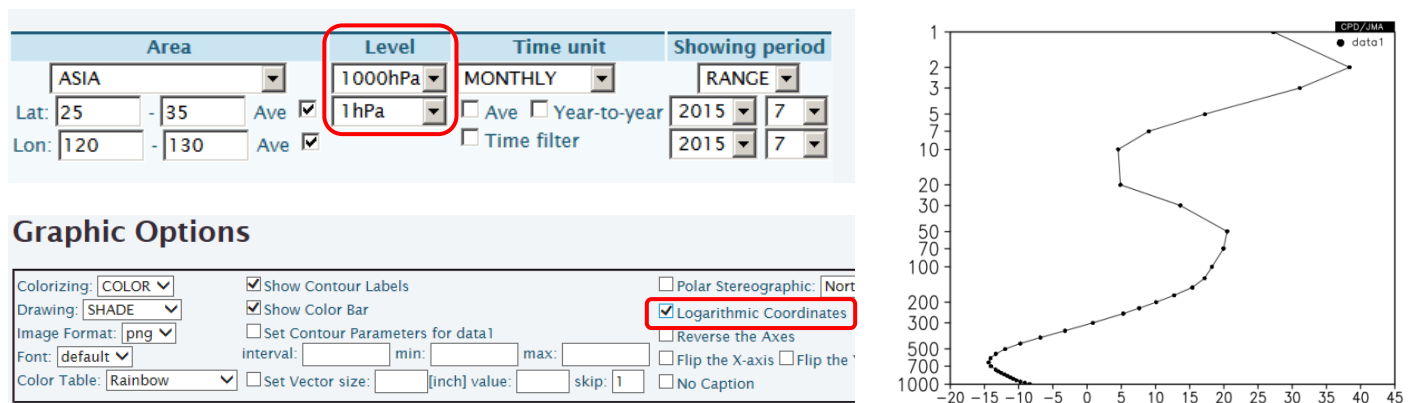 Area Level Time unit Showing period
ASIA 1000hPa MONTHLY RANGE
Lat: 25 - 35 Ave 1hPa Ave Year-to-year 2015 7
Lon: 120 - 130 Ave Time filter 2015 7
Graphic Options
Colorizing: COLOR Show Contour Labels Polar Stereographic: Nort
Drawing: SHADE Show Color Bar Logarithmic Coordinates
Image Format: png Set Contour Parameters for data1 Reverse the Axes
Font: default interval: min: max: Flip the X-axis Flip the
Color Table: Rainbow Set Vector size: [inch] value: skip: 1 No Caption
CPD/JMA
data1
1
2
3
5
7
10
20
30
50
70
100
200
300
500
700
1000
-20 -15 -10 -5 0 5 10 15 20 25 30 35 40 45